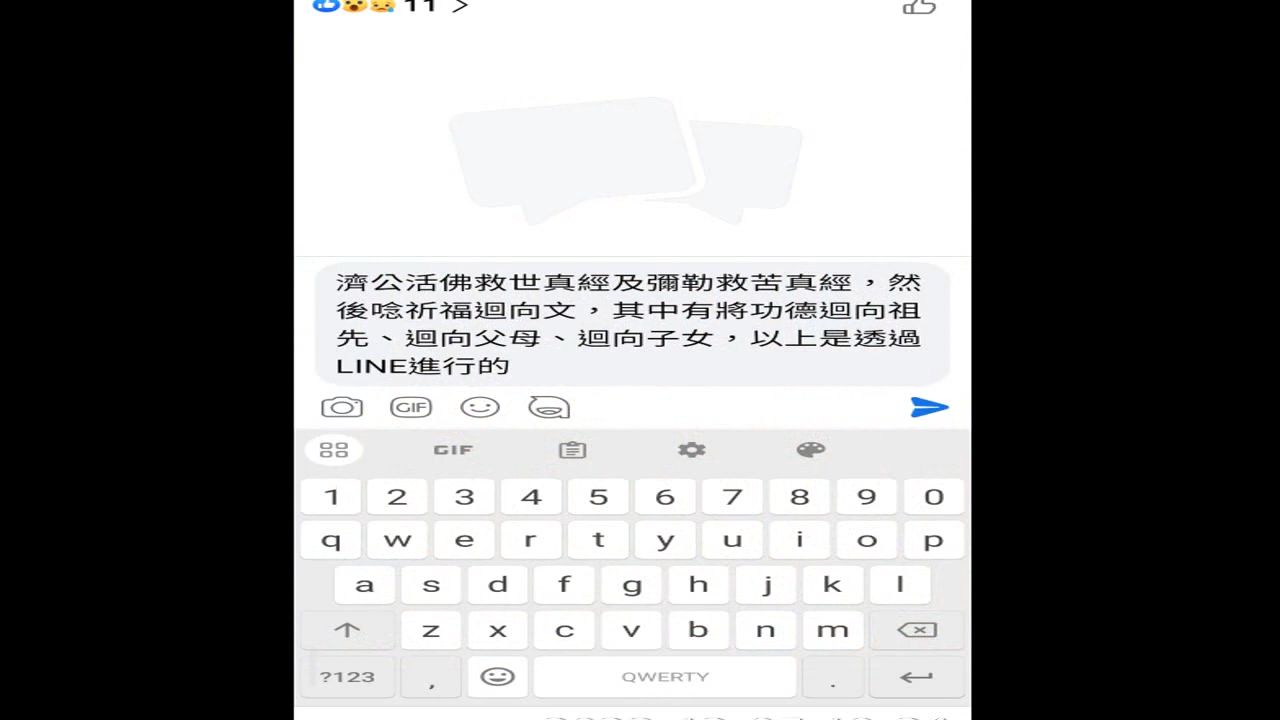 11 >
濟公活佛救世真經及彌勒救苦真經，然
後唸祈福迴向文，其中有將功德迴向祖
先、迴向父母、迴向子女，以上是透過
LINE進行的
GIF
GIF
1 2 3 4 5 6 7 8 9 0
q w e r t y u i o p
a s d f g h j k l
z x c v b n m
?123 , QWERTY .